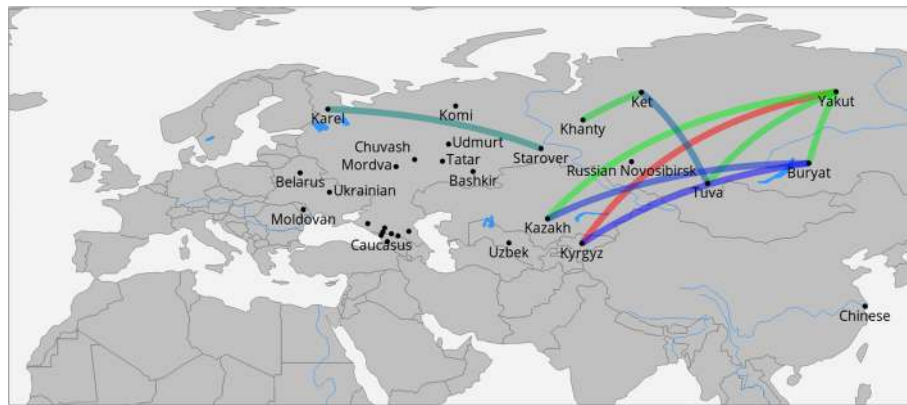 Ket
Yakut
Karel
Komi
Khanty
Chuvash
Udmurt
Mordva
Tatar
Starover
Bashkir
Russian Novosibirsk
Buryat
Belarus
Ukrainian
Tuva
Moldovan
Kazakh
Caucasus
Uzbek
Kyrgyz
Chinese